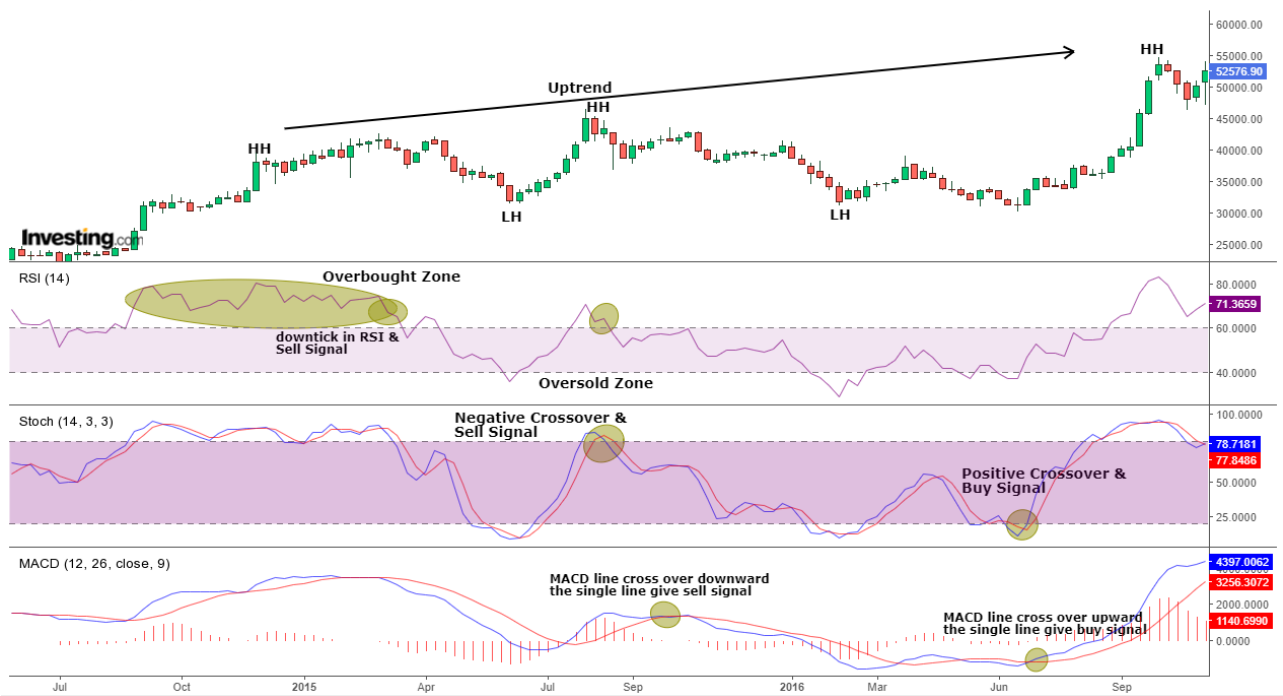 60000.00
HH
55000.00
52576.90
Uptrend
50000.00
HH
45000.00
HH
40000.00
35000.00
LH
LH
30000.00
Investing.com
25000.00
RSI (14)
Overbought Zone
80.0000
71.3659
downtick in RSI &
Sell Signal
60.0000
Oversold Zone
40.0000
Stoch (14, 3, 3)
Negative Crossover &
Sell Signal
100.0000
78.7181
77.8486
Positive Crossover &
Buy Signal
50.0000
25.0000
MACD (12, 26, close, 9)
MACD line cross over downward
the single line give sell signal
4397.0062
3256.3072
2000.0000
MACD line cross over upward
the single line give buy signal
1140.6990
0.0000
Jul Oct 2015 Apr Jul Sep 2016 Mar Jun Sep